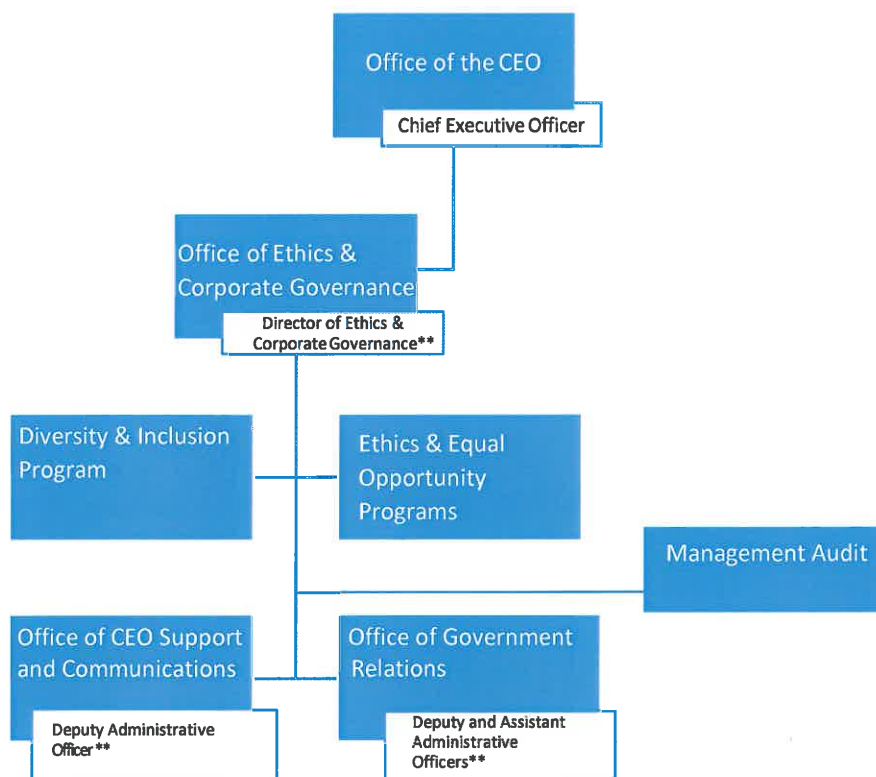 Office of the CEO
Chief Executive Officer
Office of Ethics &
Corporate Governance
Director of Ethics &
Corporate Governance**
Diversity & Inclusion
Program
Ethics & Equal
Opportunity
Programs
Management Audit
Office of CEO Support
and Communications
Deputy Administrative
Officer**
Office of Government
Relations
Deputy and Assistant
Administrative
Officers**